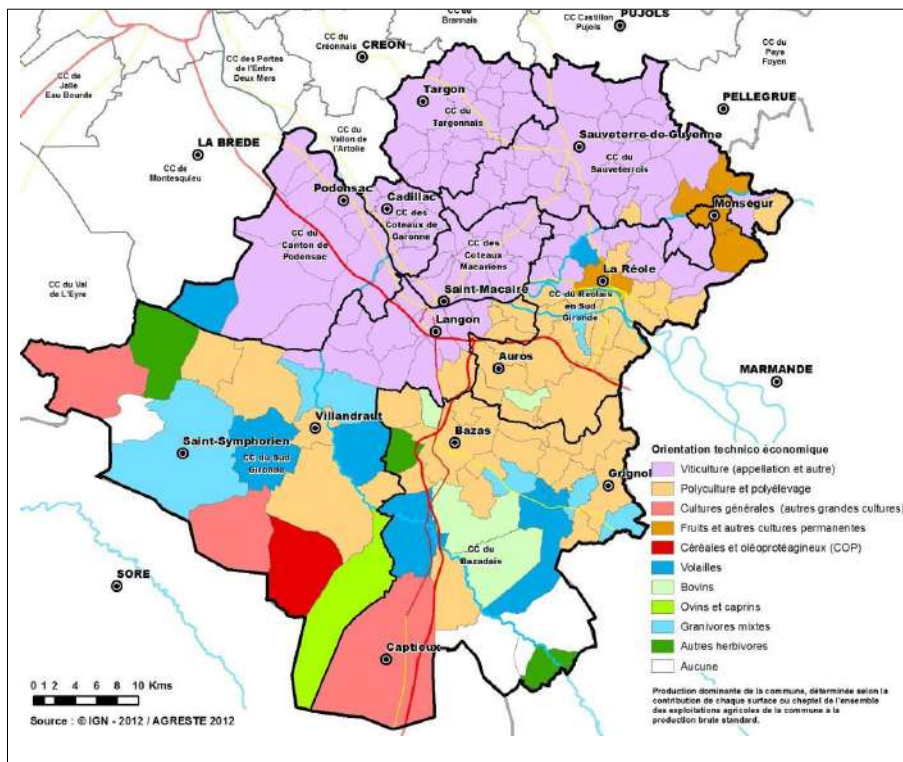 CC du
Brannais
PUJOLS
CC Castillon
Pujols
CC du
Créonnais
CREON
CC du
Pays
Foyen
CC des Portes
de l'Entre
Deux Mers
CC de
Jalle
Eau Bourde
Targon
CC du
Targonnais
PELLEGRUE
LA BREDE
CC du
Vallon de
l'Artolie
Sauveterre-de-Guyenne
CC du
Sauveterrois
CC de
Montesquieu
Podensac
Cadillac
CC des
Coteaux de
Garonne
Monségur
CC du
Canton de
Podensac
CC des
Coteaux
Macariens
La Réole
CC du Val
de L'Eyre
Saint-Macaire
CC du Réolais
en Sud
Gironde
Langon
Auros
MARMANDE
Villandraut
Bazas
Saint-Symphorien
CC du Sud
Gironde
Grignol
CC du
Bazadais
SORE
Captieux
Orientation technico économique
Viticulture (appellation et autre)
Polyculture et polyélevage
Cultures générales (autres grandes cultures)
Fruits et autres cultures permanentes
Céréales et oléoprotéagineux (COP)
Volailles
Bovins
Ovins et caprins
Granivores mixtes
Autres herbivores
Aucune
0 1 2 4 6 8 10 Kms
Source : © IGN - 2012 / AGRESTE 2012
Production dominante de la commune, déterminée selon la
contribution de chaque surface ou cheptel de l'ensemble
des exploitations agricoles de la commune à la
production brute standard.